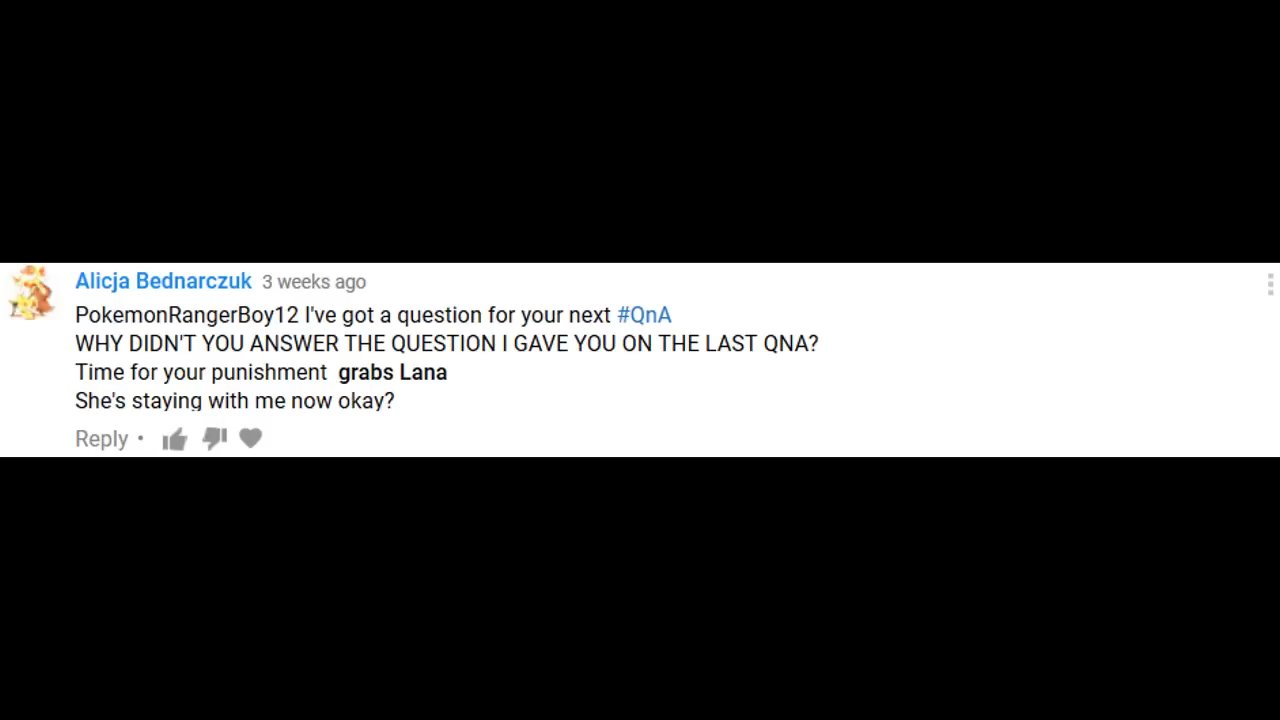 Alicja Bednarczuk 3 weeks ago
PokemonRangerBoy12 I've got a question for your next #QnA
WHY DIDN'T YOU ANSWER THE QUESTION I GAVE YOU ON THE LAST QNA?
Time for your punishment grabs Lana
She's staying with me now okay?
Reply •